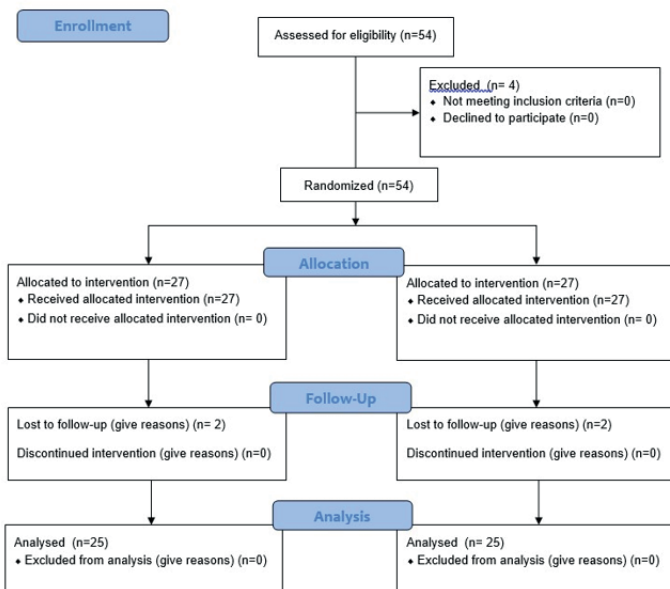 Enrollment
Assessed for eligibility (n=54)
Excluded (n= 4)
⬥ Not meeting inclusion criteria (n=0)
⬥ Declined to participate (n=0)
Randomized (n=54)
Allocation
Allocated to intervention (n=27)
⬥ Received allocated intervention (n=27)
⬥ Did not receive allocated intervention (n= 0)
Allocated to intervention (n=27)
⬥ Received allocated intervention (n=27)
⬥ Did not receive allocated intervention (n= 0)
Follow-Up
Lost to follow-up (give reasons) (n= 2)
Discontinued intervention (give reasons) (n=0)
Lost to follow-up (give reasons) (n=2)
Discontinued intervention (give reasons) (n=0)
Analysis
Analysed (n=25)
⬥ Excluded from analysis (give reasons) (n=0)
Analysed (n= 25)
⬥ Excluded from analysis (give reasons) (n=0)